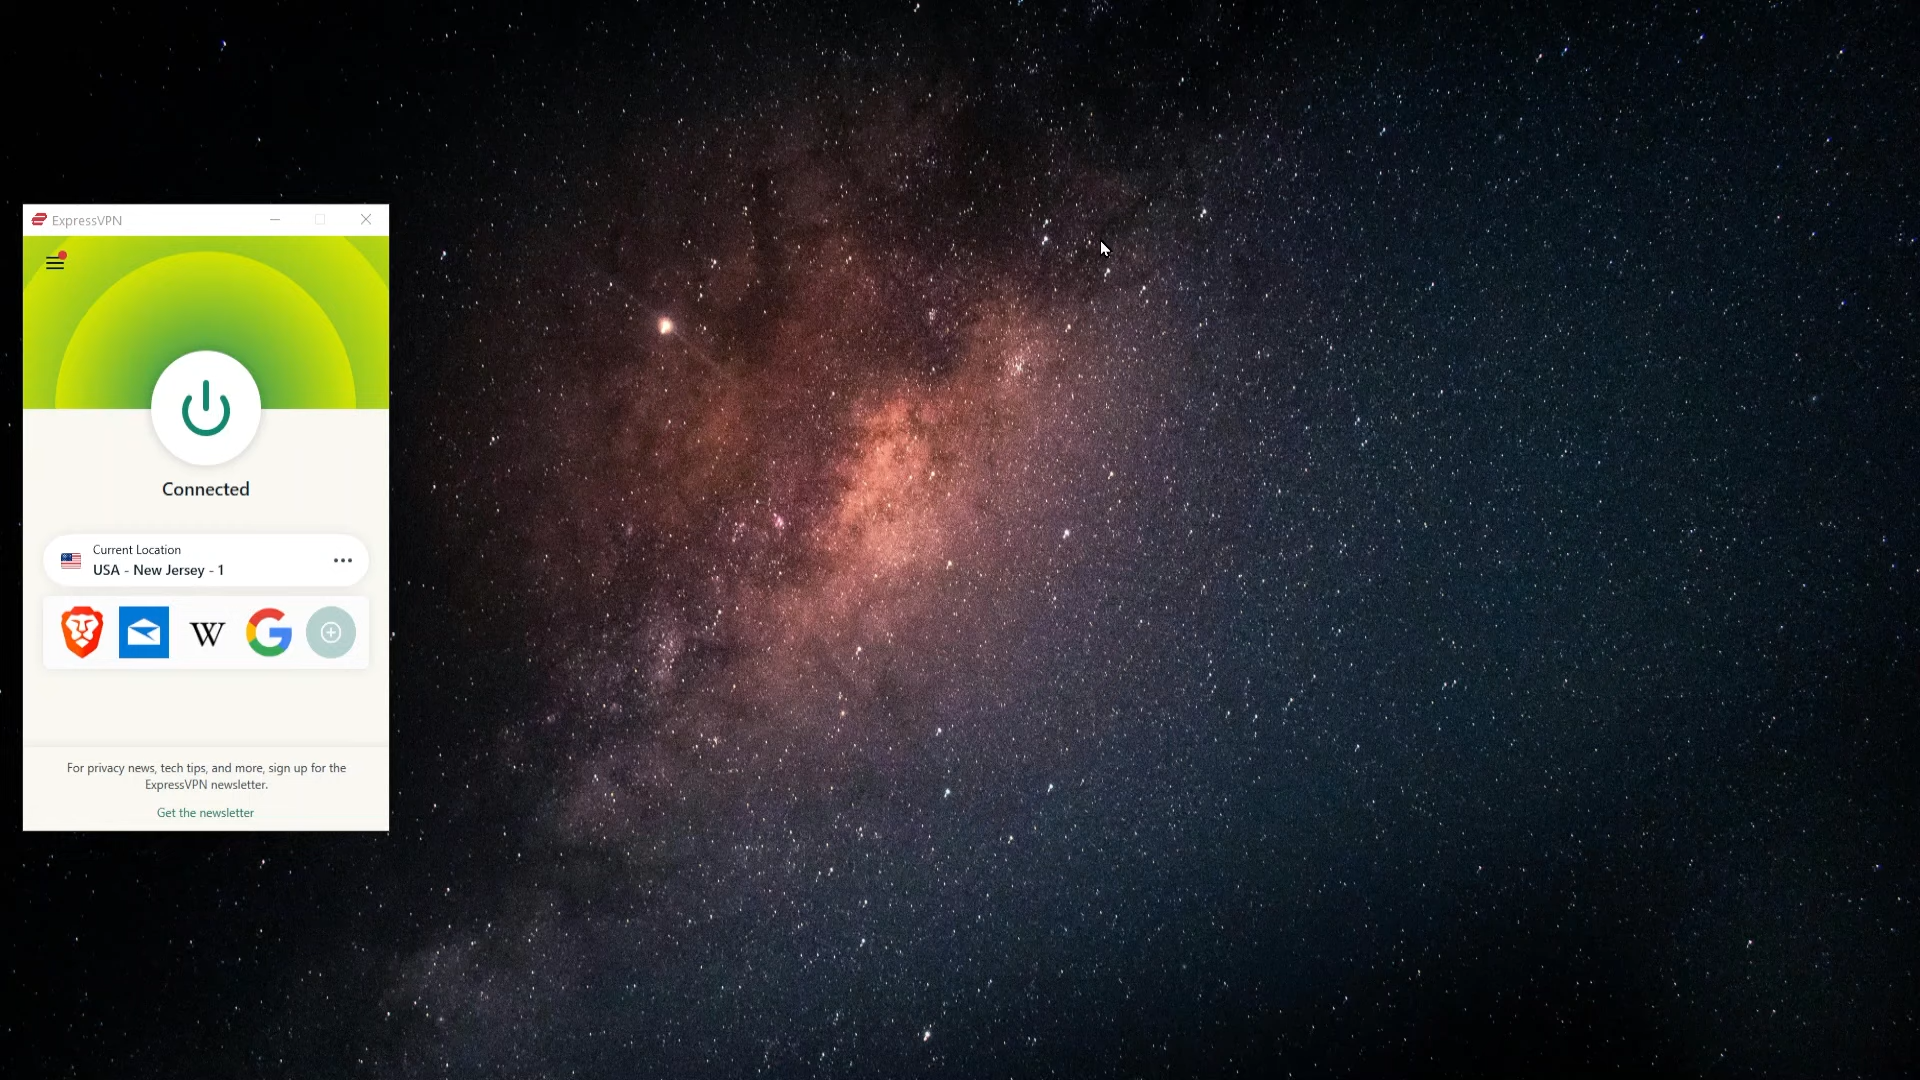 ExpressVPN
Connected
Current Location
USA - New Jersey - 1
W
For privacy news, tech tips, and more, sign up for the
ExpressVPN newsletter.
Get the newsletter